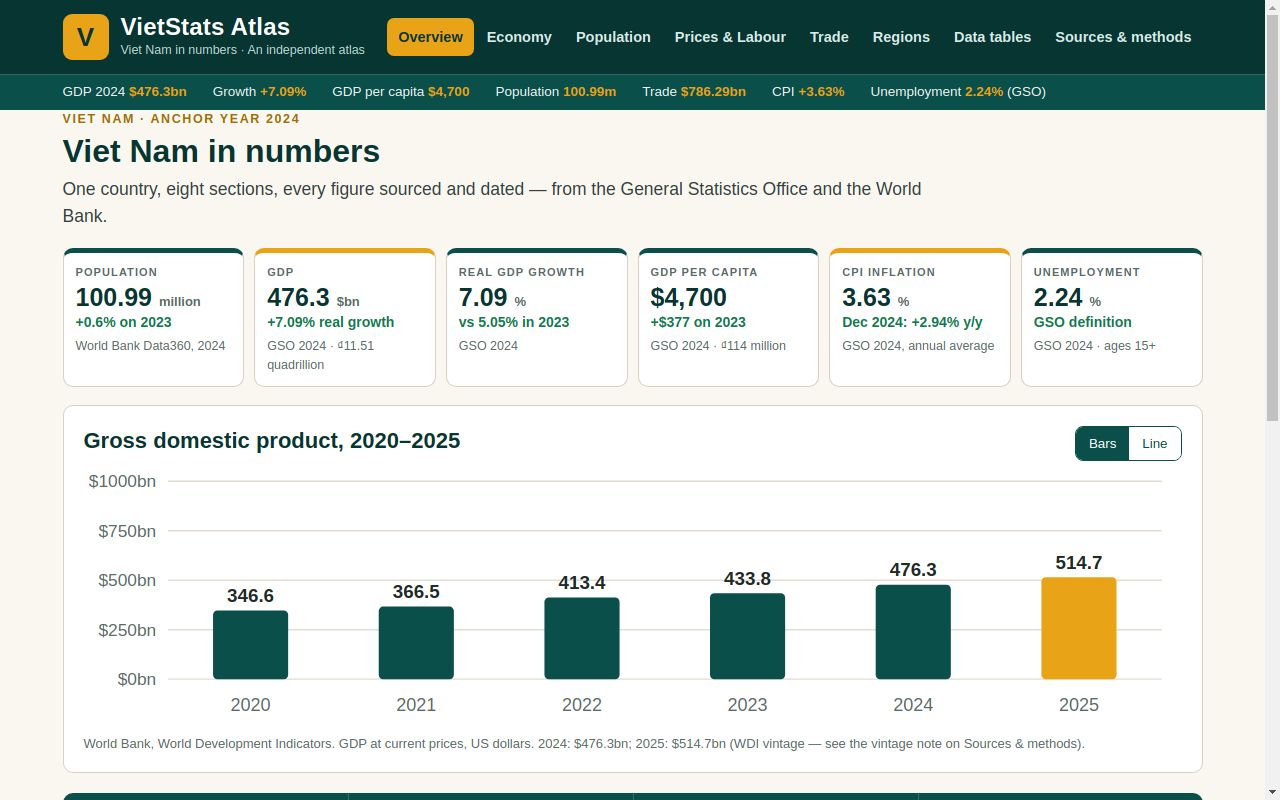 V
VietStats Atlas
Viet Nam in numbers · An independent atlas
Overview
Economy
Population
Prices & Labour
Trade
Regions
Data tables
Sources & methods
GDP 2024 $476.3bn
Growth +7.09%
GDP per capita $4,700
Population 100.99m
Trade $786.29bn
CPI +3.63%
Unemployment 2.24% (GSO)
VIET NAM · ANCHOR YEAR 2024
Viet Nam in numbers
One country, eight sections, every figure sourced and dated — from the General Statistics Office and the World
Bank.
POPULATION
100.99 million
+0.6% on 2023
World Bank Data360, 2024
GDP
476.3 $bn
+7.09% real growth
GSO 2024 · ₫11.51
quadrillion
REAL GDP GROWTH
7.09 %
vs 5.05% in 2023
GSO 2024
GDP PER CAPITA
$4,700
+$377 on 2023
GSO 2024 · ₫114 million
CPI INFLATION
3.63 %
Dec 2024: +2.94% y/y
GSO 2024, annual average
UNEMPLOYMENT
2.24 %
GSO definition
GSO 2024 · ages 15+
Gross domestic product, 2020–2025
Bars
Line
$1000bn
$750bn
$500bn
$250bn
$0bn
346.6
366.5
413.4
433.8
476.3
514.7
2020
2021
2022
2023
2024
2025
World Bank, World Development Indicators. GDP at current prices, US dollars. 2024: $476.3bn; 2025: $514.7bn (WDI vintage — see the vintage note on Sources & methods).